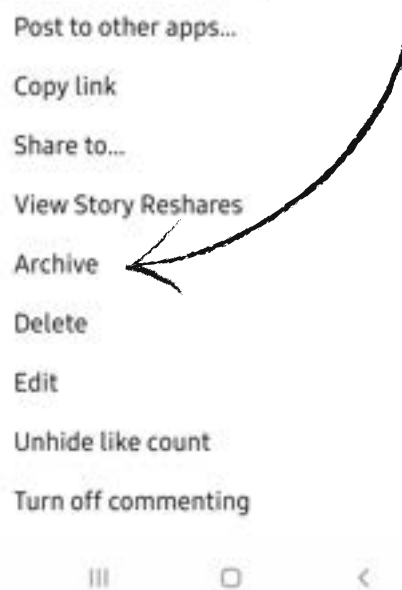 Post to other apps...
Copy link
Share to...
View Story Reshares
Archive
Delete
Edit
Unhide like count
Turn off commenting